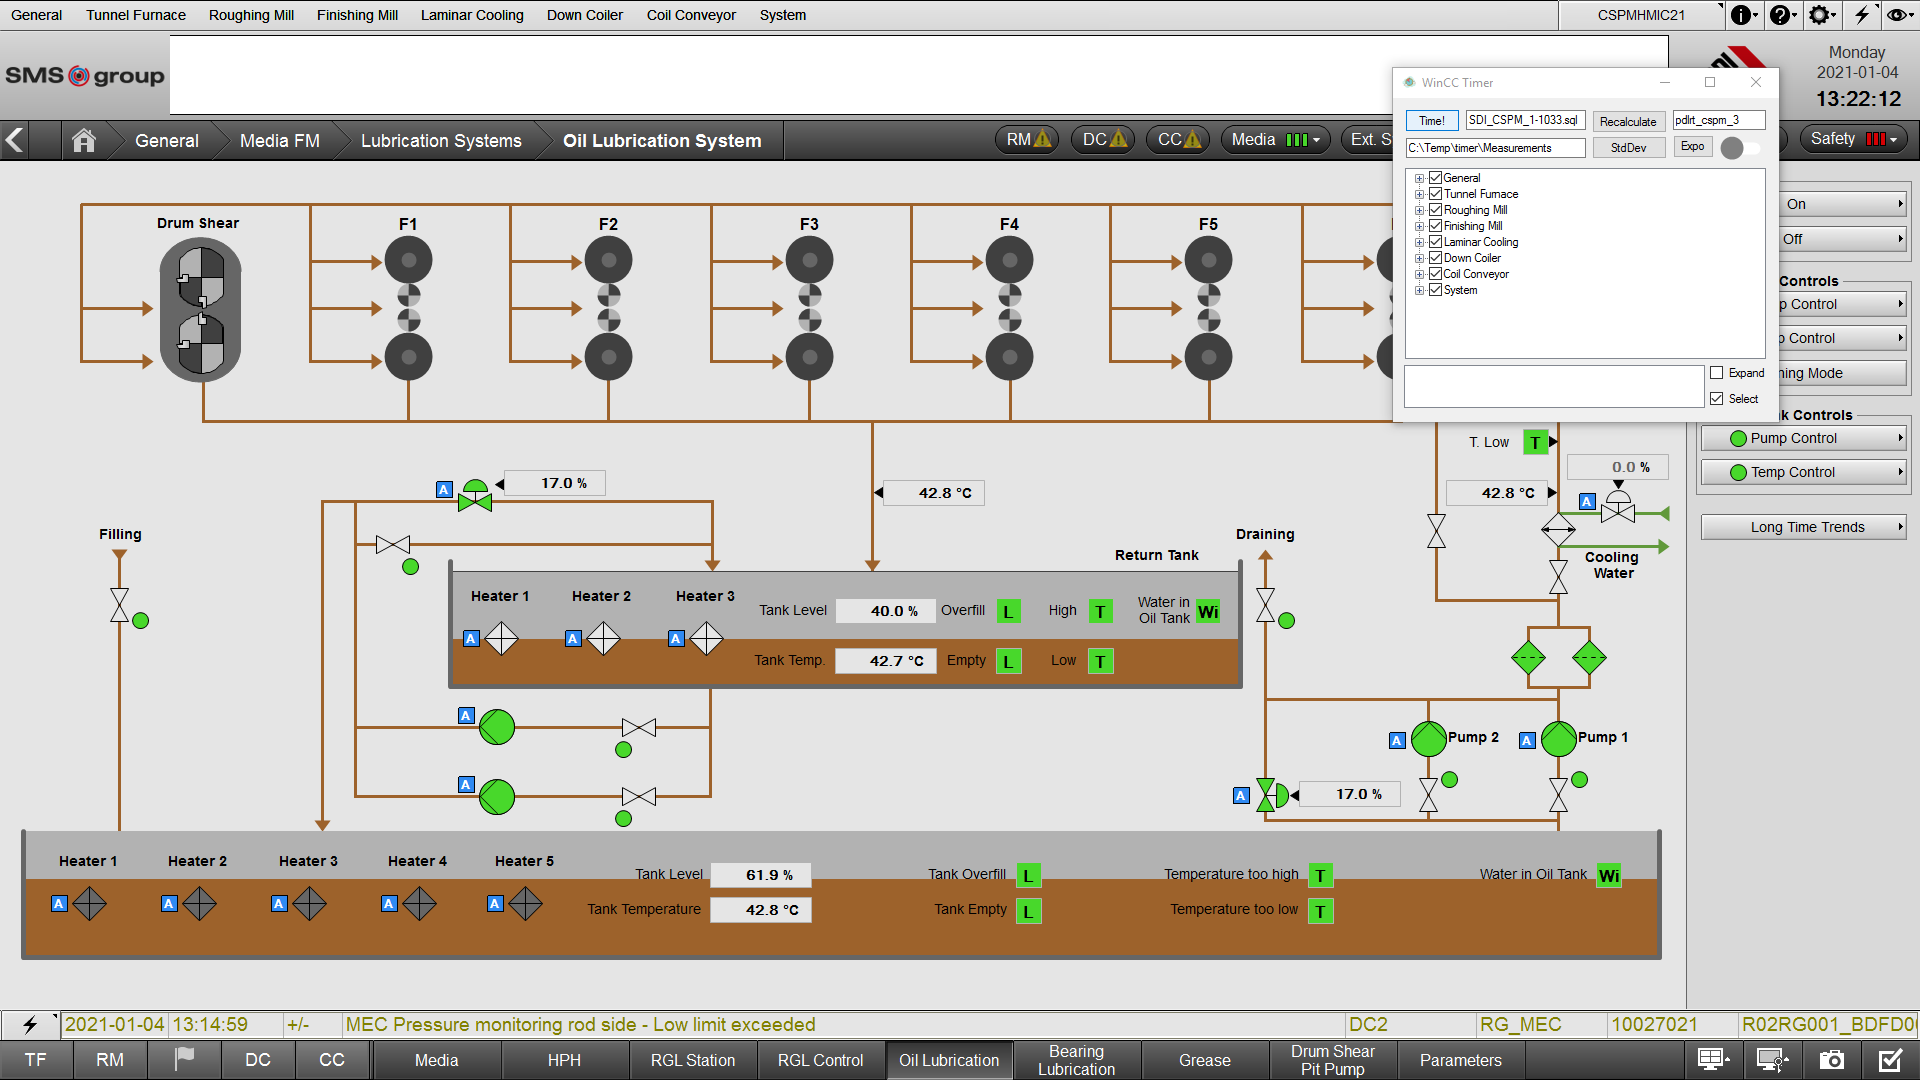 General Tunnel Furnace Roughing Mill Finishing Mill Laminar Cooling Down Coiler Coil Conveyor System CSPMHMIC21
SMS group
Monday
2021-01-04
13:22:12
General Media FM Lubrication Systems Oil Lubrication System RM DC CC Media Ext. S Safety
WinCC Timer
Time! SDI_CSPM_1-1033.sql Recalculate pdlrt_cspm_3
C:\Temp\timer\Measurements StdDev Expo
General
Tunnel Furnace
Roughing Mill
Finishing Mill
Laminar Cooling
Down Coiler
Coil Conveyor
System
Expand
Select
On
Off
Controls
p Control
p Control
ning Mode
k Controls
Pump Control
Temp Control
Long Time Trends
Drum Shear F1 F2 F3 F4 F5
T. Low T
0.0 %
A 17.0 %
42.8 °C
42.8 °C
A
Filling
Draining
Cooling
Water
Return Tank
Heater 1 Heater 2 Heater 3
A A A
Tank Level 40.0 % Overfill L High T Water in
Oil Tank Wi
Tank Temp. 42.7 °C Empty L Low T
A
A
A Pump 2 A Pump 1
A 17.0 %
Heater 1 Heater 2 Heater 3 Heater 4 Heater 5
A A A A A
Tank Level 61.9 % Tank Overfill L Temperature too high T Water in Oil Tank Wi
Tank Temperature 42.8 °C Tank Empty L Temperature too low T
2021-01-04 13:14:59 +/- MEC Pressure monitoring rod side - Low limit exceeded DC2 RG_MEC 10027021 R02RG001_BDFD0
TF RM DC CC Media HPH RGL Station RGL Control Oil Lubrication Bearing
Lubrication Grease Drum Shear
Pit Pump Parameters